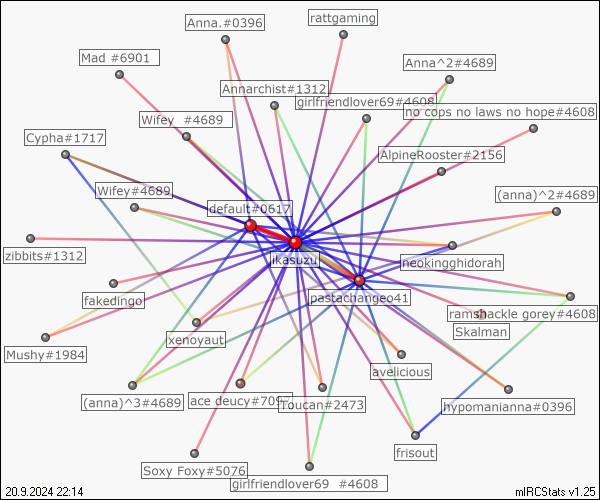 Anna.#0396
rattgaming
Mad #6901
Anna^2#4689
Annarchist#1312
girlfriendlover69#4608
no cops no laws no hope#4608
Wifey  #4689
Cypha#1717
AlpineRooster#2156
Wifey#4689
(anna)^2#4689
default#0617
zibbits#1312
jikasuzu
neokingghidorah
fakedingo
pastachangeo41
ramshackle gorey#4608
Skalman
xenoyaut
Mushy#1984
avelicious
(anna)^3#4689
ace deucy#7097
Toucan#2473
hypomanianna#0396
frisout
Soxy Foxy#5076
girlfriendlover69  #4608
20.9.2024 22:14
mIRCStats v1.25